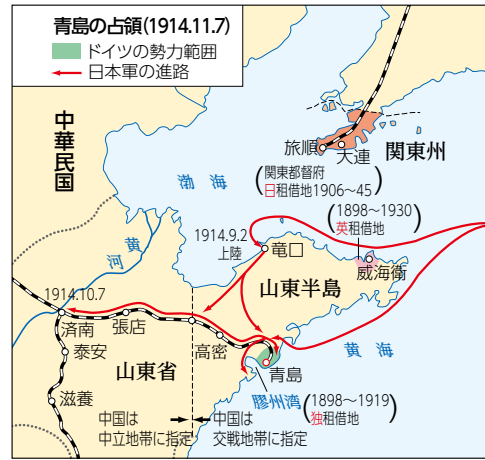 青島の占領(1914.11.7)
ドイツの勢力範囲
日本軍の進路
中華民国
渤海
黄河
旅順
大連
関東州
(関東都督府
日租借地1906〜45)
(1898〜1930)
英租借地
1914.9.2
上陸
竜口
威海衛
山東半島
1914.10.7
済南
張店
泰安
高密
山東省
滋養
青島
黄海
膠州湾
(1898〜1919)
独租借地
中国は
中立地帯に指定
中国は
交戦地帯に指定